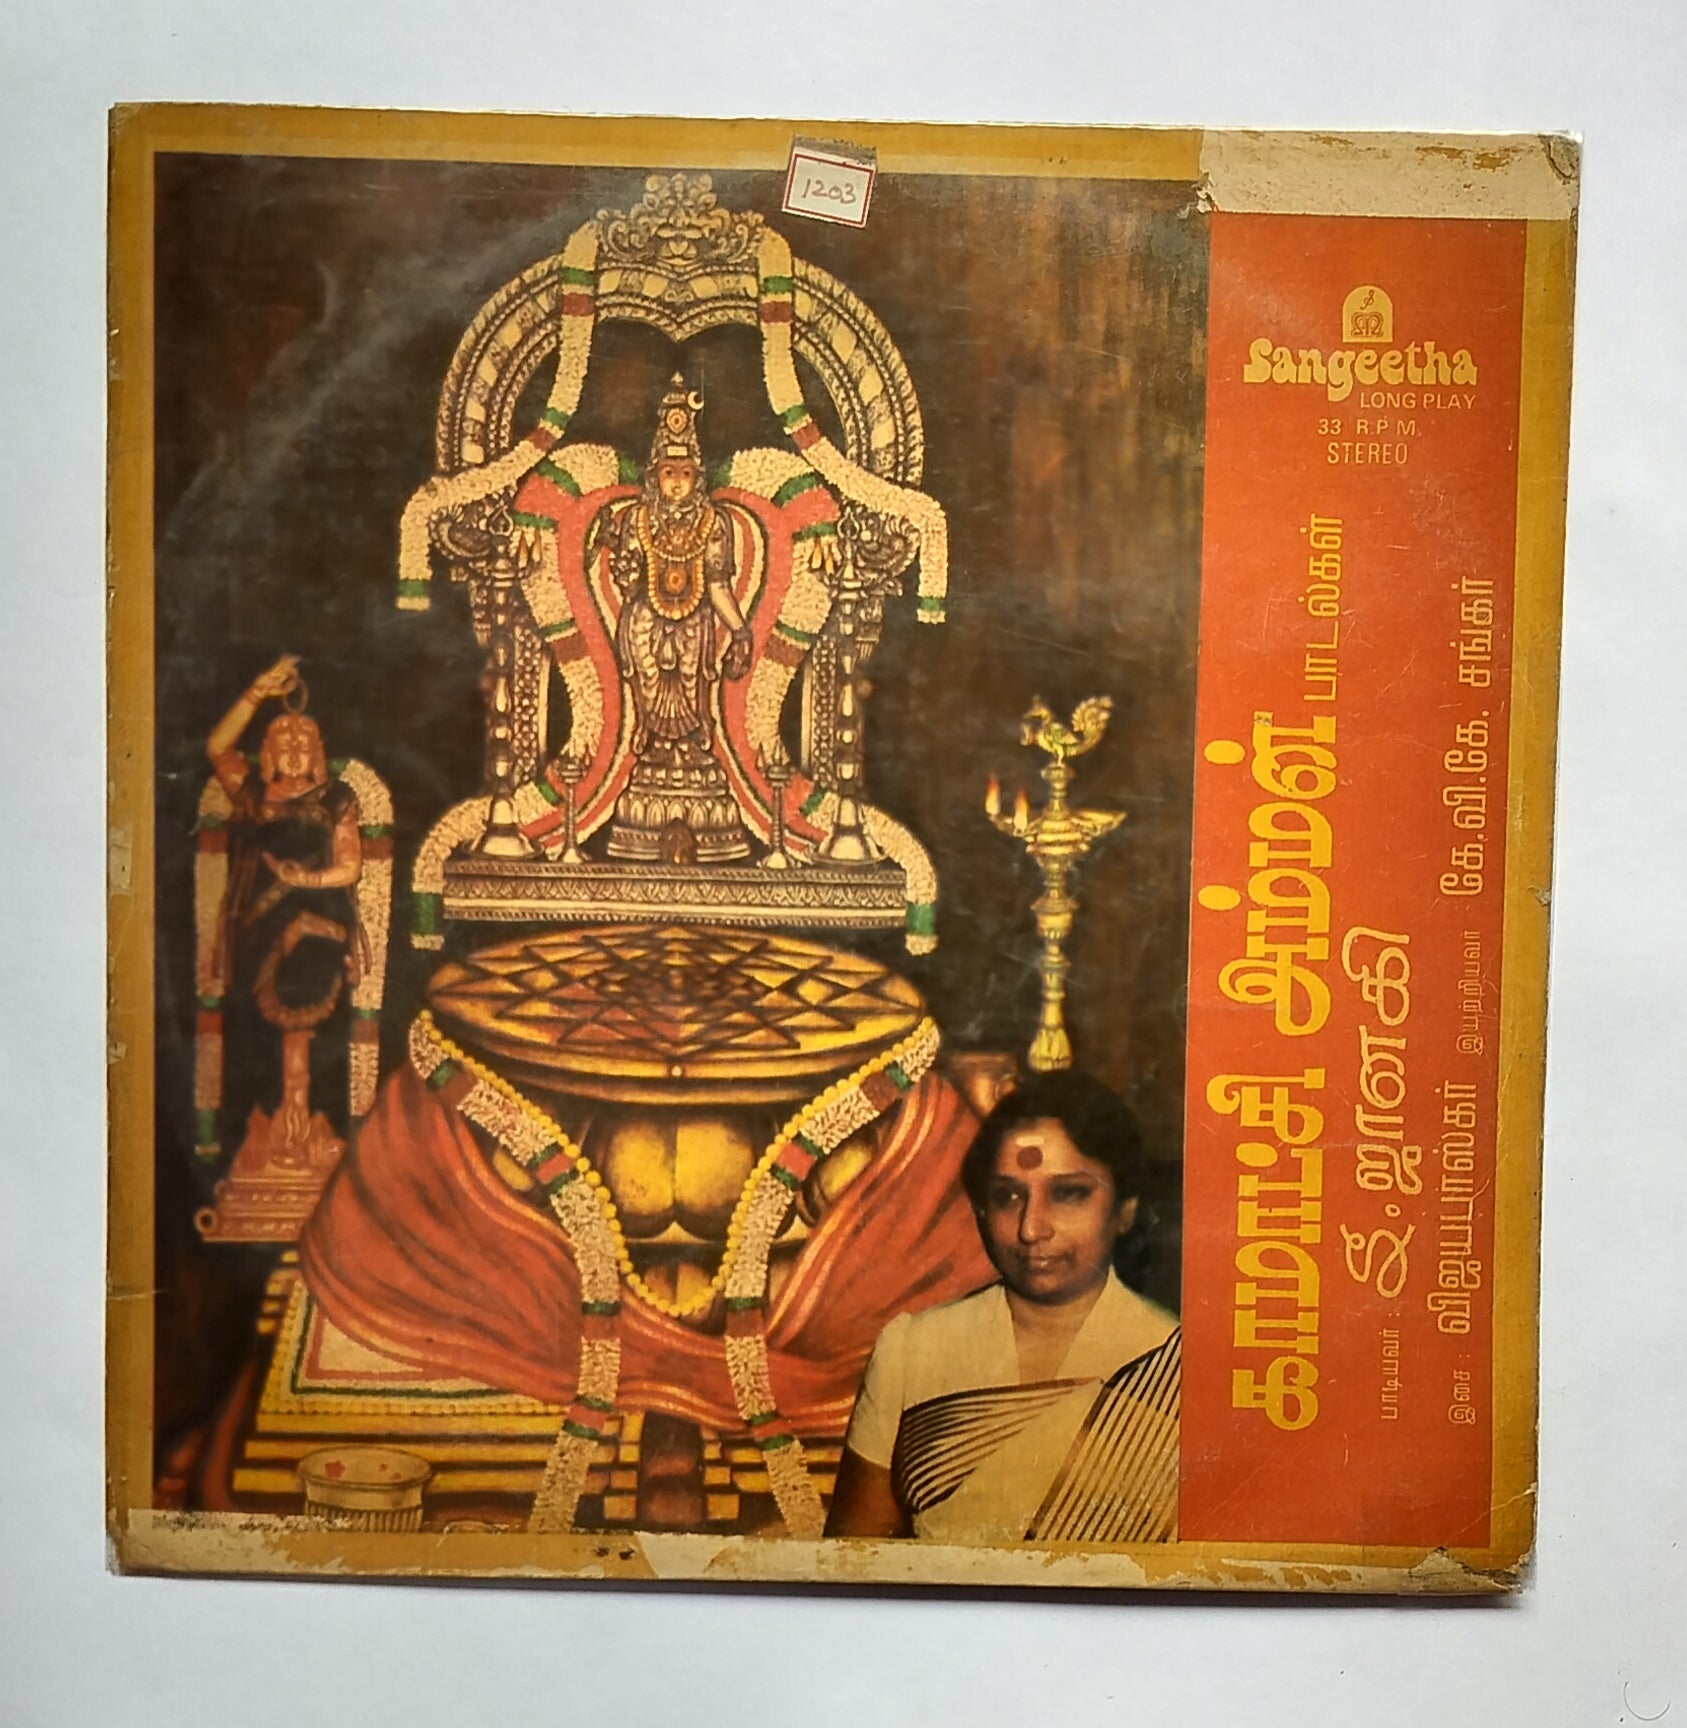 1203
Sangeetha
LONG PLAY
33 R.P.M.
STEREO
காமாட்சி அம்மன் பாடல்கள்
பாடியவர் : S. ஜானகி
இசை : விஜயபாஸ்கர் இயற்றியவர் கே.வி.கே. சங்கர்